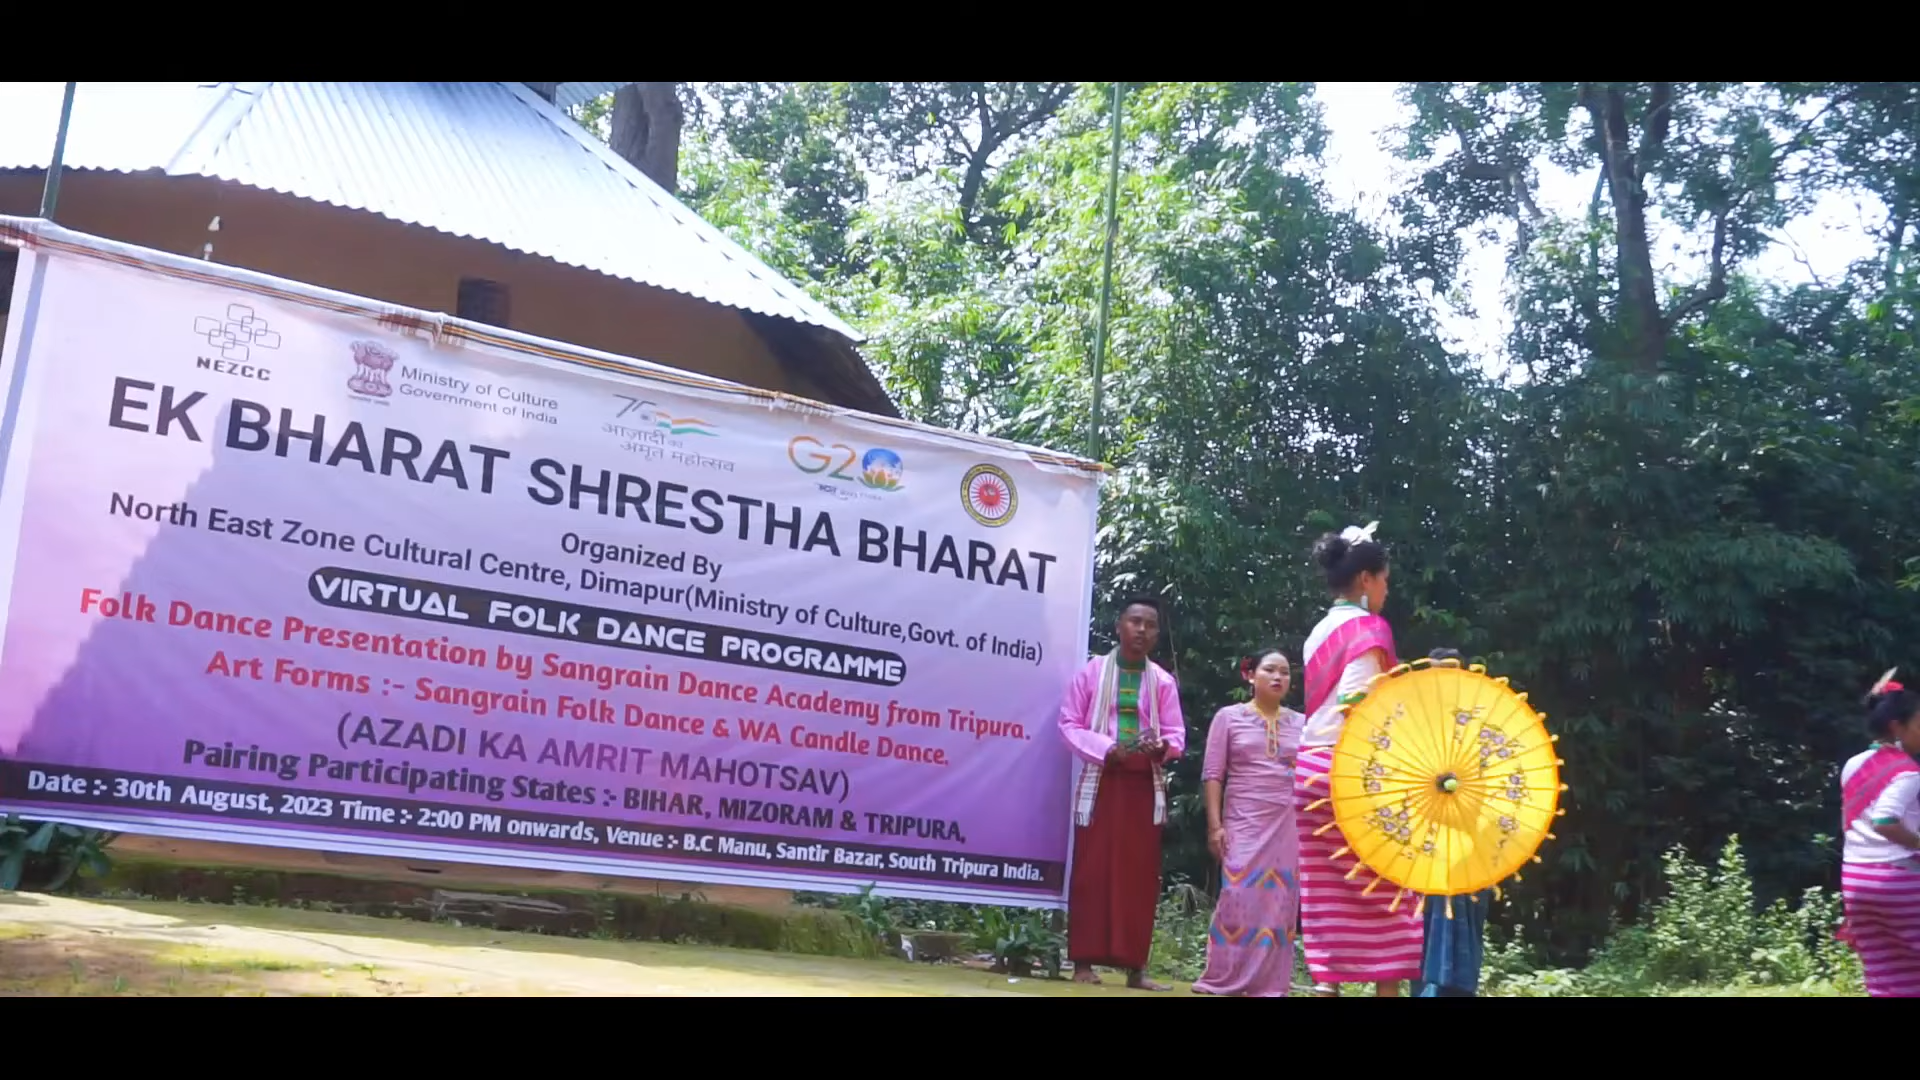 NEZCC
Ministry of Culture
Government of India
75
आज़ादी का
अमृत महोत्सव
G20
EK BHARAT SHRESTHA BHARAT
Organized By
North East Zone Cultural Centre, Dimapur(Ministry of Culture,Govt. of India)
VIRTUAL FOLK DANCE PROGRAMME
Folk Dance Presentation by Sangrain Dance Academy from Tripura.
Art Forms :- Sangrain Folk Dance & WA Candle Dance.
(AZADI KA AMRIT MAHOTSAV)
Pairing Participating States :- BIHAR, MIZORAM & TRIPURA,
Date :- 30th August, 2023 Time :- 2:00 PM onwards, Venue :- B.C Manu, Santir Bazar, South Tripura India.